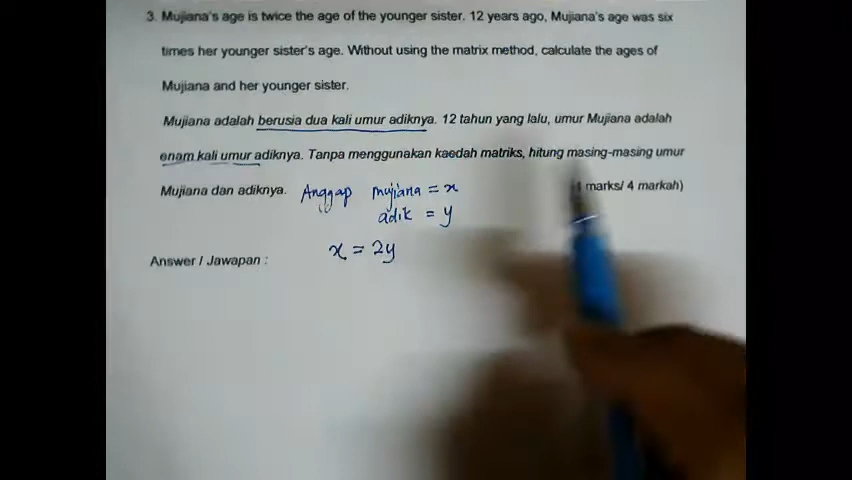 3. Mujiana's age is twice the age of the younger sister. 12 years ago, Mujiana's age was six
times her younger sister's age. Without using the matrix method, calculate the ages of
Mujiana and her younger sister.
Mujiana adalah berusia dua kali umur adiknya. 12 tahun yang lalu, umur Mujiana adalah
enam kali umur adiknya. Tanpa menggunakan kaedah matriks, hitung masing-masing umur
Mujiana dan adiknya. Anggap mujiana = x
marks/ 4 markah)
adik = y
x = 2y
Answer / Jawapan :